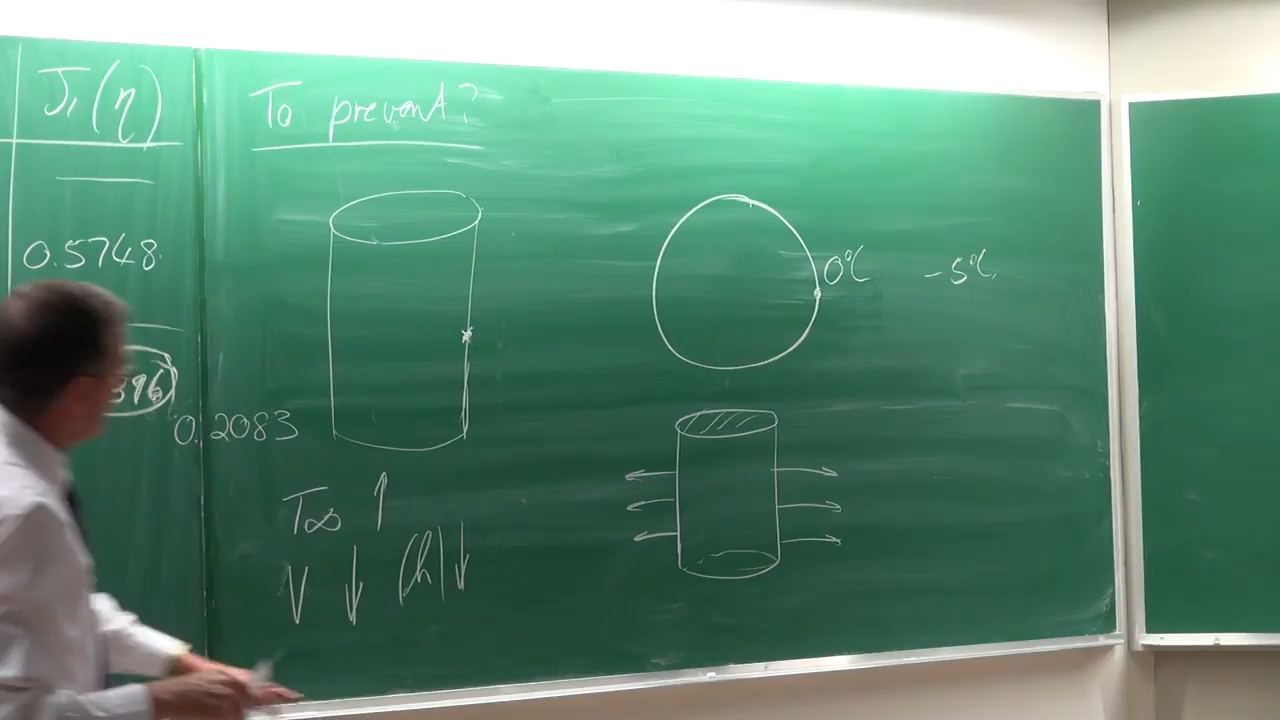 J₁(η)
0.5748
396
0.2083
To prevent?
0℃ -5℃
T∞ ↑
V ↓ (h) ↓